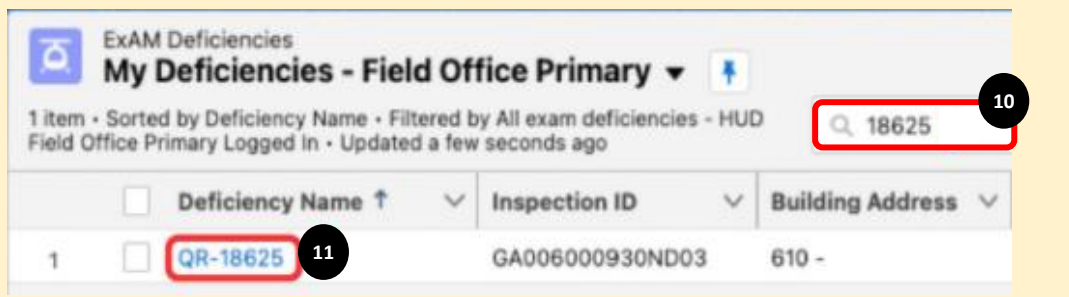 ExAM Deficiencies
My Deficiencies - Field Office Primary
1 item • Sorted by Deficiency Name • Filtered by All exam deficiencies - HUD
Field Office Primary Logged In • Updated a few seconds ago
18625
10
Deficiency Name ↑ Inspection ID Building Address
1 QR-18625 11 GA006000930ND03 610 -